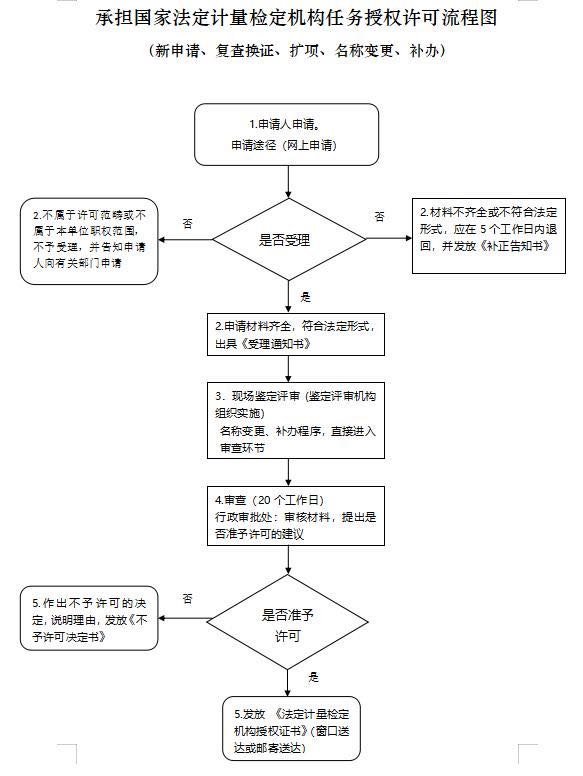 承担国家法定计量检定机构任务授权许可流程图
(新申请、复查换证、扩项、名称变更、补办)
1.申请人申请。
申请途径（网上申请）
否
2.不属于许可范畴或不
属于本单位职权范围，
不予受理，并告知申请
人向有关部门申请
是否受理
否
2.材料不齐全或不符合法定
形式，应在 5 个工作日内退
回，并发放《补正告知书》
是
2.申请材料齐全，符合法定形式，
出具《受理通知书》
3．现场鉴定评审 (鉴定评审机构
组织实施)
名称变更、补办程序，直接进入
审查环节
4.审查（20 个工作日）
行政审批处：审核材料，提出是
否准予许可的建议
否
5.作出不予许可的决
定，说明理由，发放《不
予许可决定书》
是否准予
许可
是
5.发放 《法定计量检定
机构授权证书》（窗口送
达或邮寄送达）